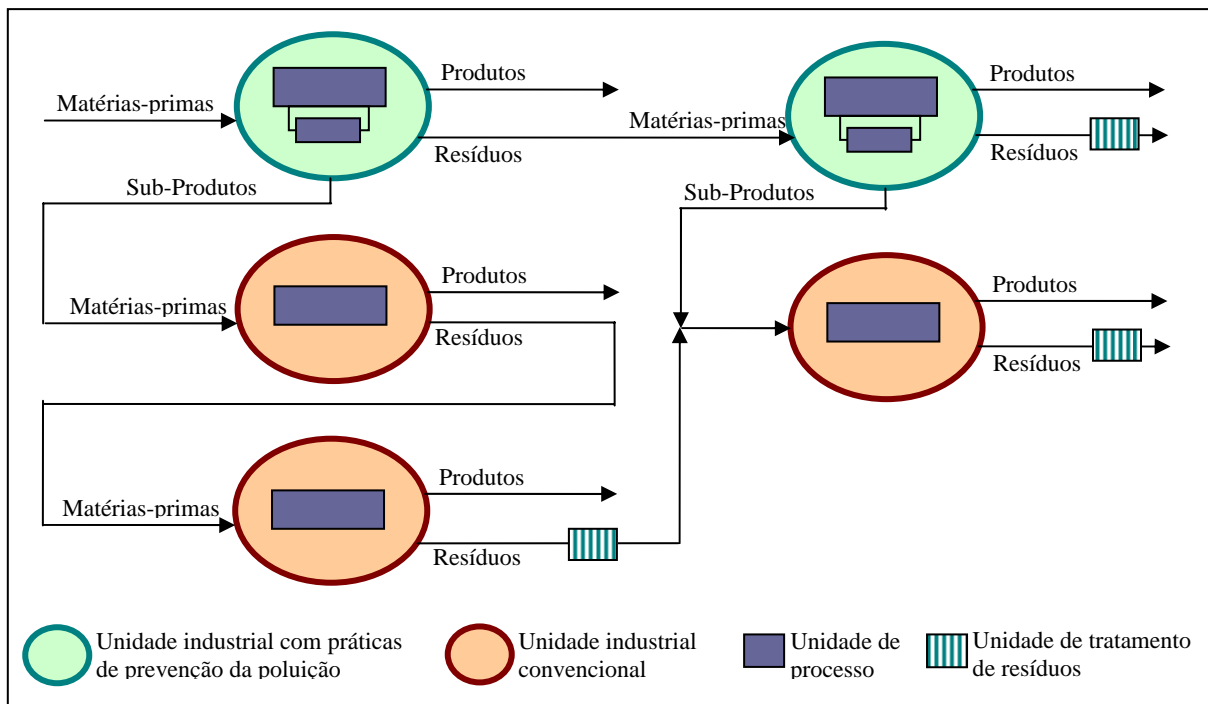 Produtos
Produtos
Matérias-primas
Matérias-primas
Resíduos
Resíduos
Sub-Produtos
Sub-Produtos
Produtos
Produtos
Matérias-primas
Resíduos
Resíduos
Produtos
Matérias-primas
Resíduos
Unidade industrial com práticas
de prevenção da poluição
Unidade industrial
convencional
Unidade de
processo
Unidade de tratamento
de resíduos